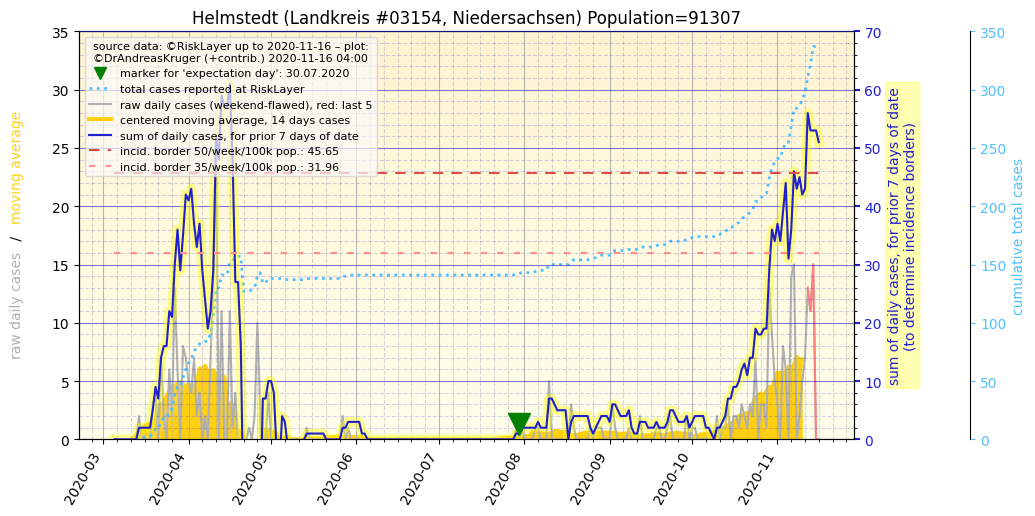 Helmstedt (Landkreis #03154, Niedersachsen) Population=91307
source data: ©RiskLayer up to 2020-11-16 – plot:
©DrAndreasKruger (+contrib.) 2020-11-16 04:00
marker for 'expectation day': 30.07.2020
total cases reported at RiskLayer
raw daily cases (weekend-flawed), red: last 5
centered moving average, 14 days cases
sum of daily cases, for prior 7 days of date
incid. border 50/week/100k pop.: 45.65
incid. border 35/week/100k pop.: 31.96
raw daily cases / moving average
35
30
25
20
15
10
5
0
2020-03
2020-04
2020-05
2020-06
2020-07
2020-08
2020-09
2020-10
2020-11
70
60
50
40
30
20
10
0
sum of daily cases, for prior 7 days of date
(to determine incidence borders)
350
300
250
200
150
100
50
0
cumulative total cases